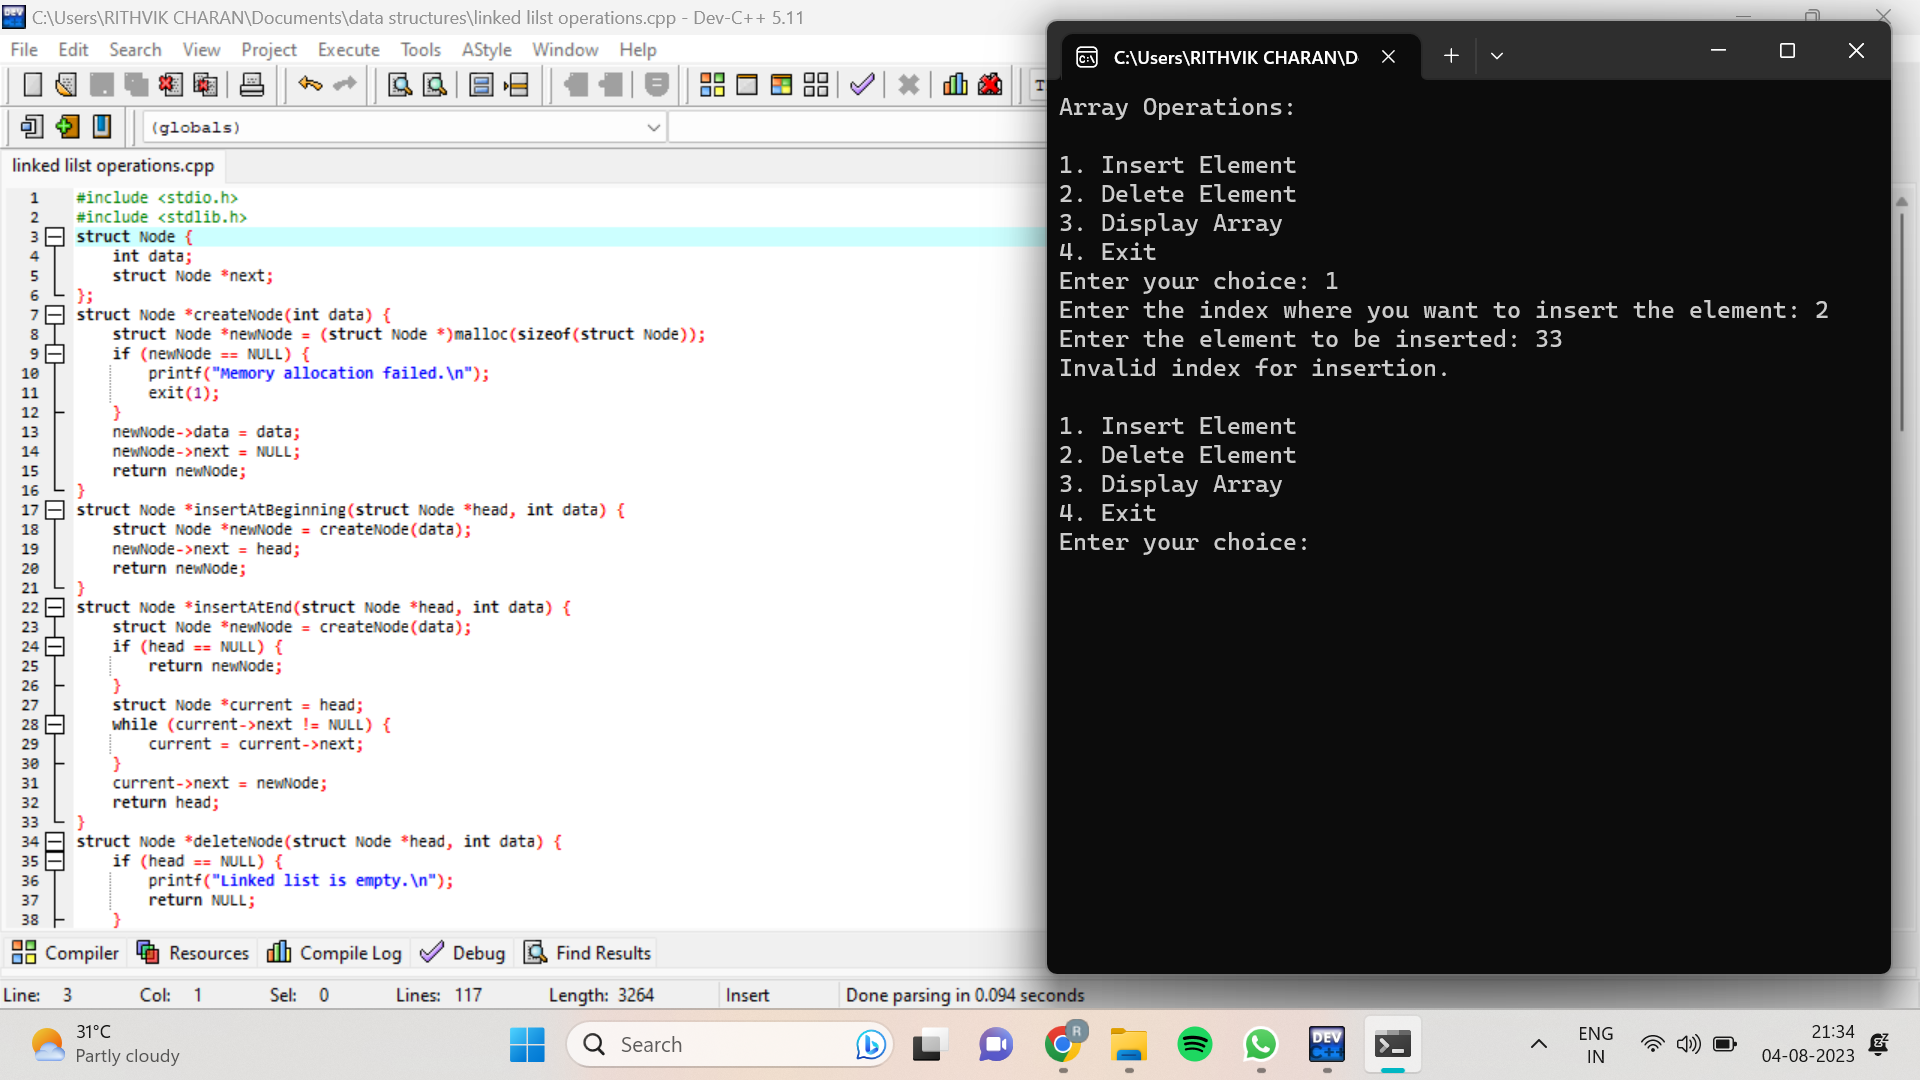 C:\Users\RITHVIK CHARAN\Documents\data structures\linked lilst operations.cpp - Dev-C++ 5.11
File Edit Search View Project Execute Tools AStyle Window Help
(globals)
linked lilst operations.cpp
1 #include <stdio.h>
2 #include <stdlib.h>
3 struct Node {
4 int data;
5 struct Node *next;
6 };
7 struct Node *createNode(int data) {
8 struct Node *newNode = (struct Node *)malloc(sizeof(struct Node));
9 if (newNode == NULL) {
10 printf("Memory allocation failed.\n");
11 exit(1);
12 }
13 newNode->data = data;
14 newNode->next = NULL;
15 return newNode;
16 }
17 struct Node *insertAtBeginning(struct Node *head, int data) {
18 struct Node *newNode = createNode(data);
19 newNode->next = head;
20 return newNode;
21 }
22 struct Node *insertAtEnd(struct Node *head, int data) {
23 struct Node *newNode = createNode(data);
24 if (head == NULL) {
25 return newNode;
26 }
27 struct Node *current = head;
28 while (current->next != NULL) {
29 current = current->next;
30 }
31 current->next = newNode;
32 return head;
33 }
34 struct Node *deleteNode(struct Node *head, int data) {
35 if (head == NULL) {
36 printf("Linked list is empty.\n");
37 return NULL;
38 }
Compiler Resources Compile Log Debug Find Results
Line: 3 Col: 1 Sel: 0 Lines: 117 Length: 3264 Insert Done parsing in 0.094 seconds
C:\Users\RITHVIK CHARAN\D
Array Operations:
1. Insert Element
2. Delete Element
3. Display Array
4. Exit
Enter your choice: 1
Enter the index where you want to insert the element: 2
Enter the element to be inserted: 33
Invalid index for insertion.
1. Insert Element
2. Delete Element
3. Display Array
4. Exit
Enter your choice:
31°C
Partly cloudy
Search
R
DEV
C++
ENG
IN
21:34
04-08-2023